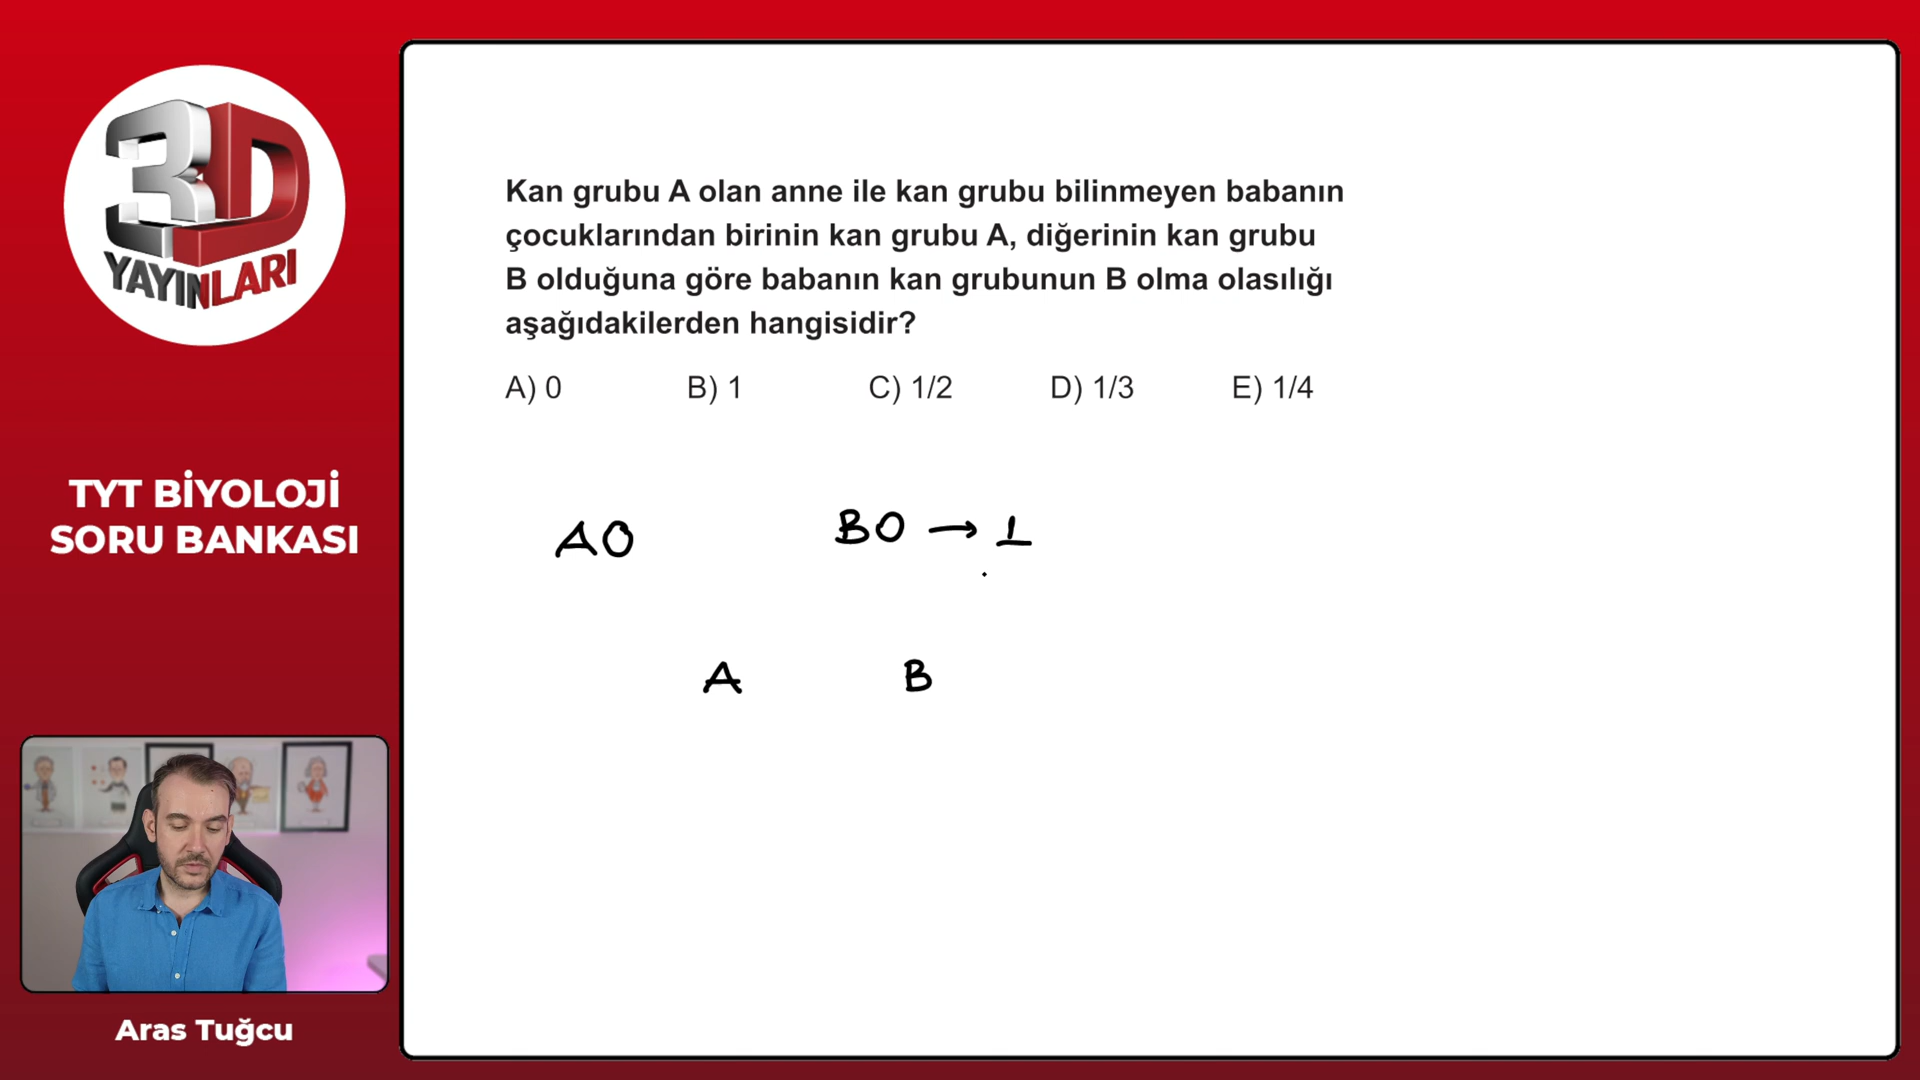 3D
YAYINLARI
TYT BİYOLOJİ
SORU BANKASI
Aras Tuğcu
Kan grubu A olan anne ile kan grubu bilinmeyen babanın
çocuklarından birinin kan grubu A, diğerinin kan grubu
B olduğuna göre babanın kan grubunun B olma olasılığı
aşağıdakilerden hangisidir?
A) 0 B) 1 C) 1/2 D) 1/3 E) 1/4
AO BO → 1
A B